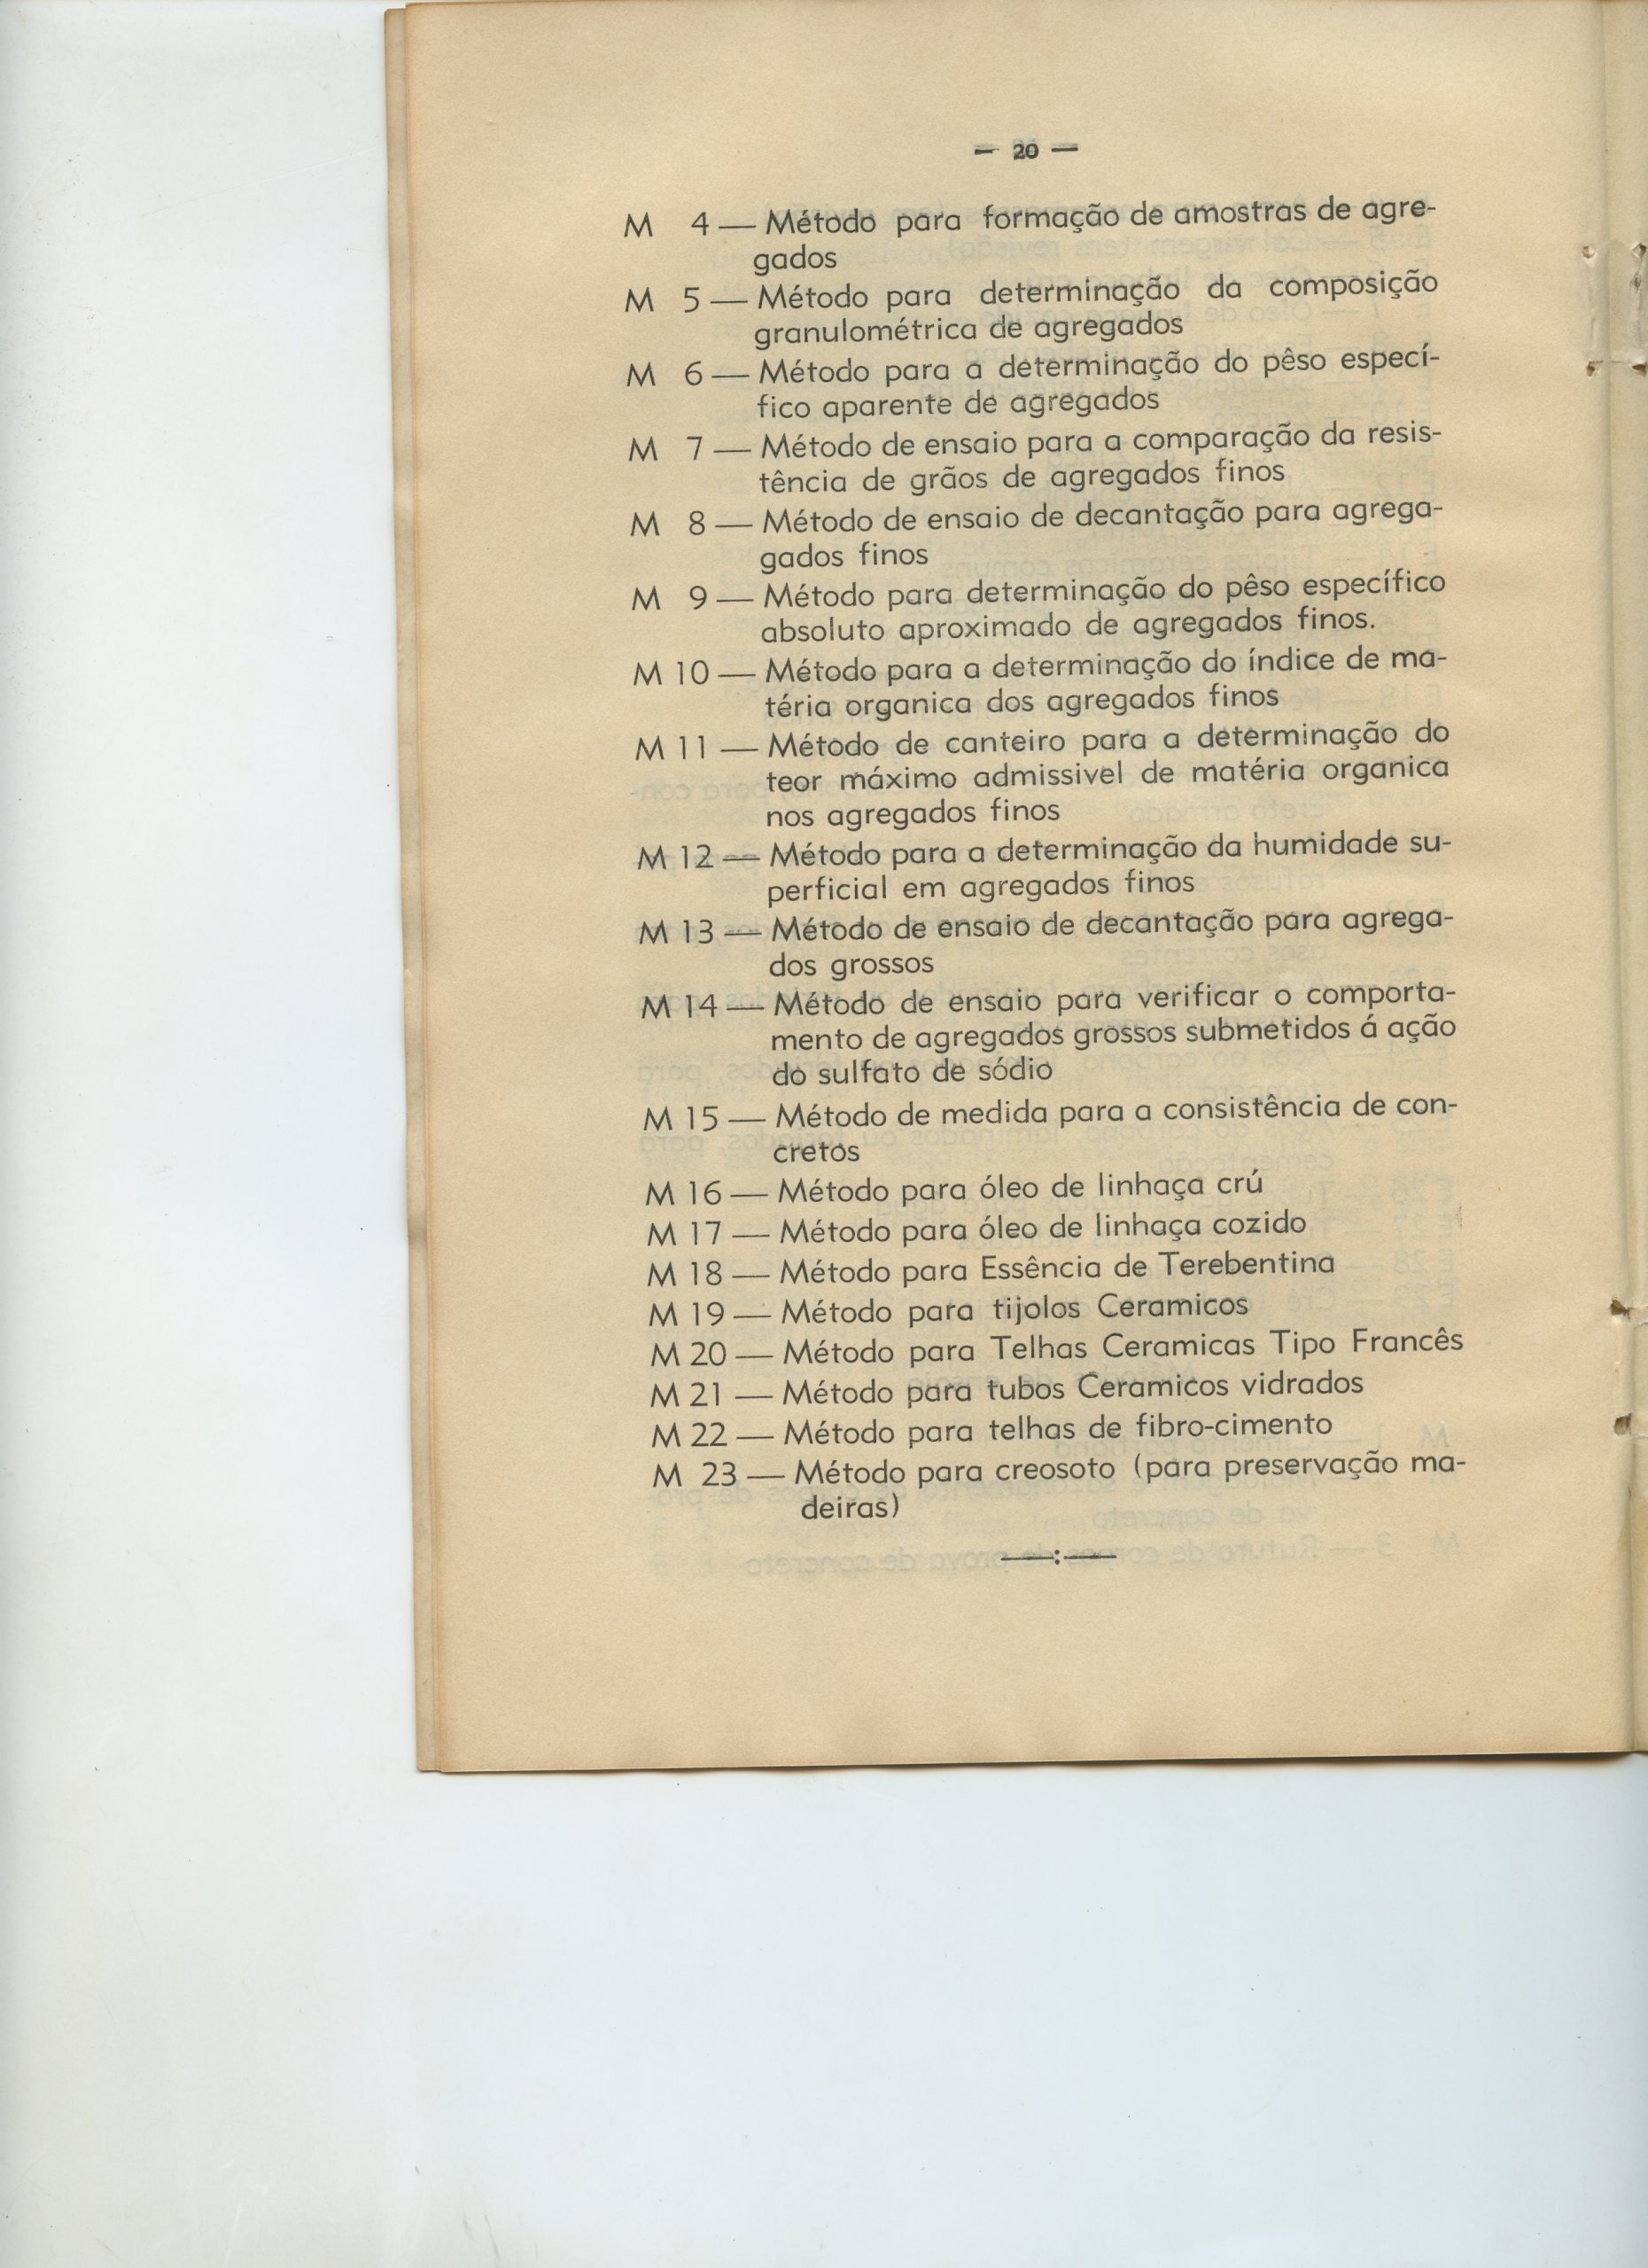 — 20 —
M 4 — Método para formação de amostras de agre-
gados
M 5 — Método para determinação da composição
granulométrica de agregados
M 6 — Método para a determinação do pêso especí-
fico aparente de agregados
M 7 — Método de ensaio para a comparação da resis-
tência de grãos de agregados finos
M 8 — Método de ensaio de decantação para agrega-
gados finos
M 9 — Método para determinação do pêso específico
absoluto aproximado de agregados finos.
M 10 — Método para a determinação do índice de ma-
téria organica dos agregados finos
M 11 — Método de canteiro para a determinação do
teor máximo admissivel de matéria organica
nos agregados finos
M 12 — Método para a determinação da humidade su-
perficial em agregados finos
M 13 — Método de ensaio de decantação para agrega-
dos grossos
M 14 — Método de ensaio para verificar o comporta-
mento de agregados grossos submetidos á ação
do sulfato de sódio
M 15 — Método de medida para a consistência de con-
cretos
M 16 — Método para óleo de linhaça crú
M 17 — Método para óleo de linhaça cozido
M 18 — Método para Essência de Terebentina
M 19 — Método para tijolos Ceramicos
M 20 — Método para Telhas Ceramicas Tipo Francês
M 21 — Método para tubos Ceramicos vidrados
M 22 — Método para telhas de fibro-cimento
M 23 — Método para creosoto (para preservação ma-
deiras)